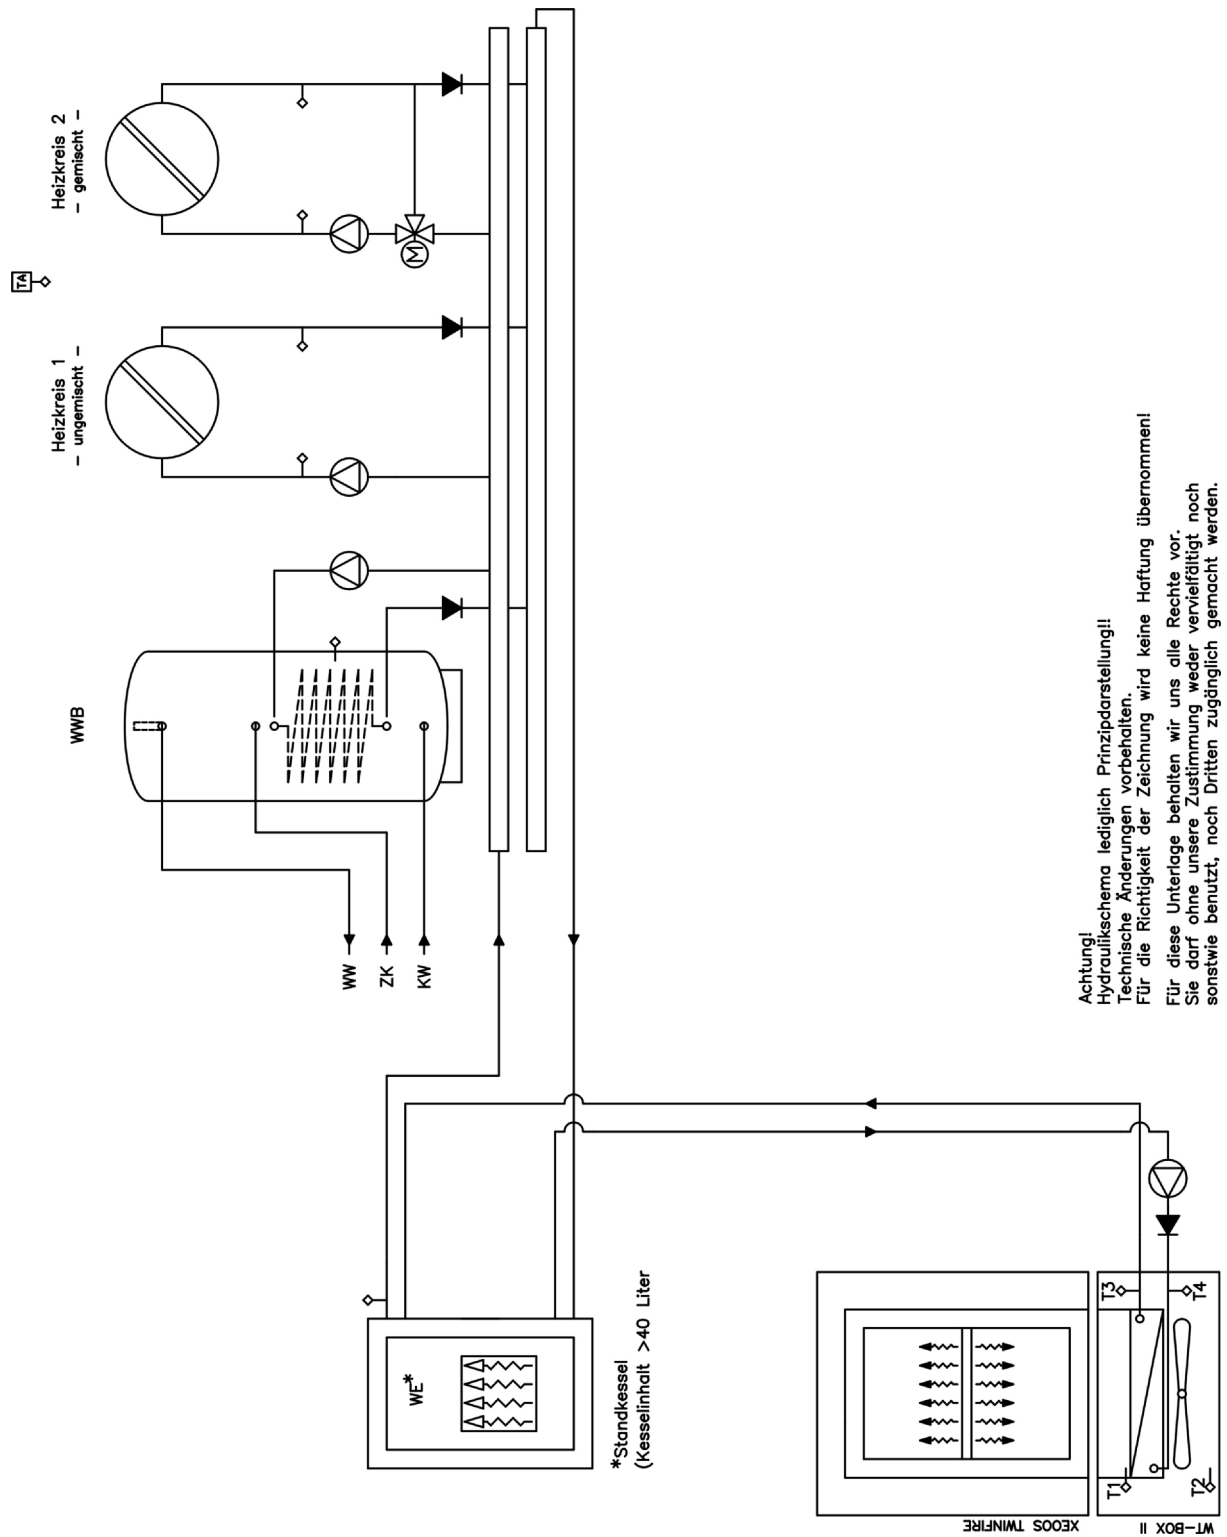 Heizkreis 2
- gemischt -
TA
Heizkreis 1
- ungemischt -
M
WWB
WW
ZK
KW
WE*
*Standkessel
(Kesselinhalt >40 Liter
Achtung!
Hydraulikschema lediglich Prinzipdarstellung!!
Technische Änderungen vorbehalten.
Für die Richtigkeit der Zeichnung wird keine Haftung übernommen!
Für diese Unterlage behalten wir uns alle Rechte vor.
Sie darf ohne unsere Zustimmung weder vervielfältigt noch
sonstwie benutzt, noch Dritten zugänglich gemacht werden.
T3
T4
T1
T2
XEOOS TWINFIRE
WT-BOX II